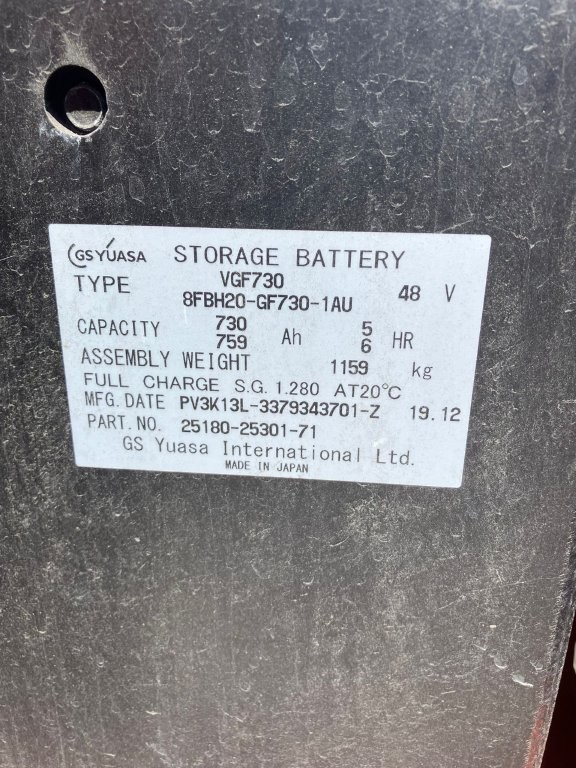 GS YUASA STORAGE BATTERY
TYPE VGF730 48 V
8FBH20-GF730-1AU
CAPACITY 730 Ah 5 HR
759 6
ASSEMBLY WEIGHT 1159 kg
FULL CHARGE S.G. 1.280 AT20°C
MFG. DATE PV3K13L-3379343701-Z 19.12
PART. NO. 25180-25301-71
GS Yuasa International Ltd.
MADE IN JAPAN